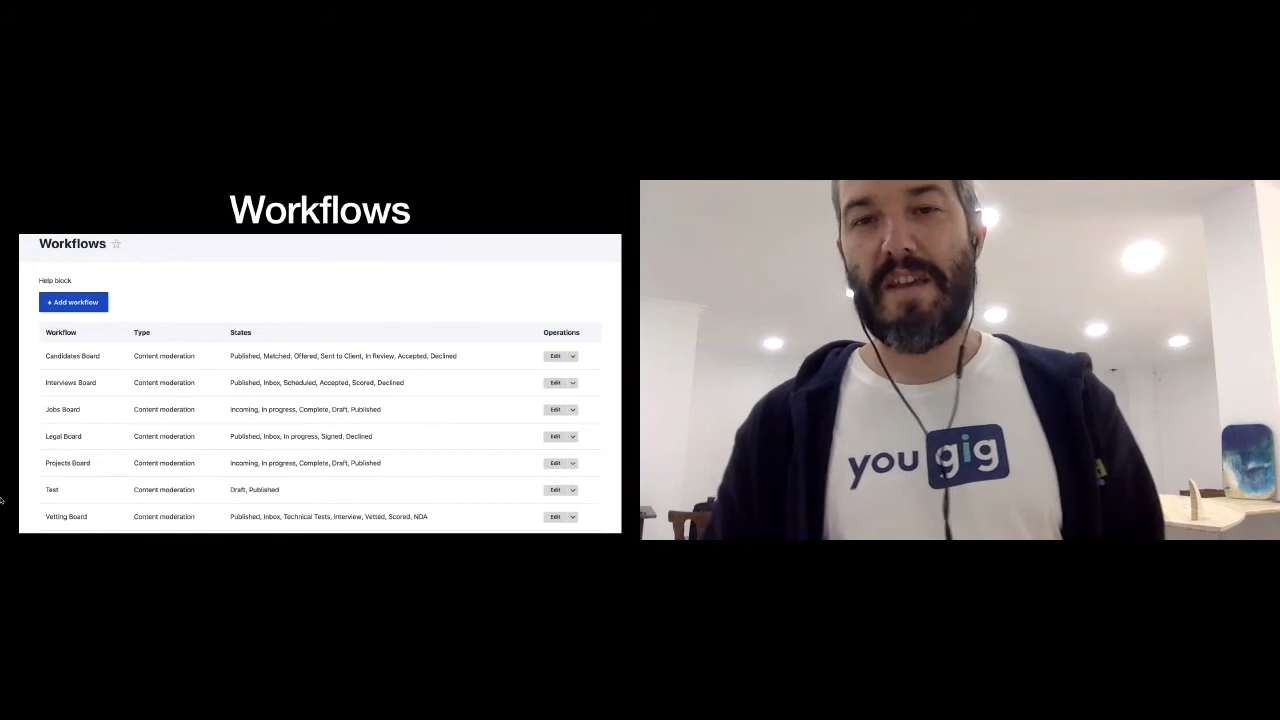 Workflows
Workflows
Help block
+ Add workflow
Workflow Type States Operations
Candidates Board Content moderation Published, Matched, Offered, Sent to Client, In Review, Accepted, Declined Edit
Interviews Board Content moderation Published, Inbox, Scheduled, Accepted, Scored, Declined Edit
Jobs Board Content moderation Incoming, In progress, Complete, Draft, Published Edit
Legal Board Content moderation Published, Inbox, In progress, Signed, Declined Edit
Projects Board Content moderation Incoming, In progress, Complete, Draft, Published Edit
Test Content moderation Draft, Published Edit
Vetting Board Content moderation Published, Inbox, Technical Tests, Interview, Vetted, Scored, NDA Edit
you gig